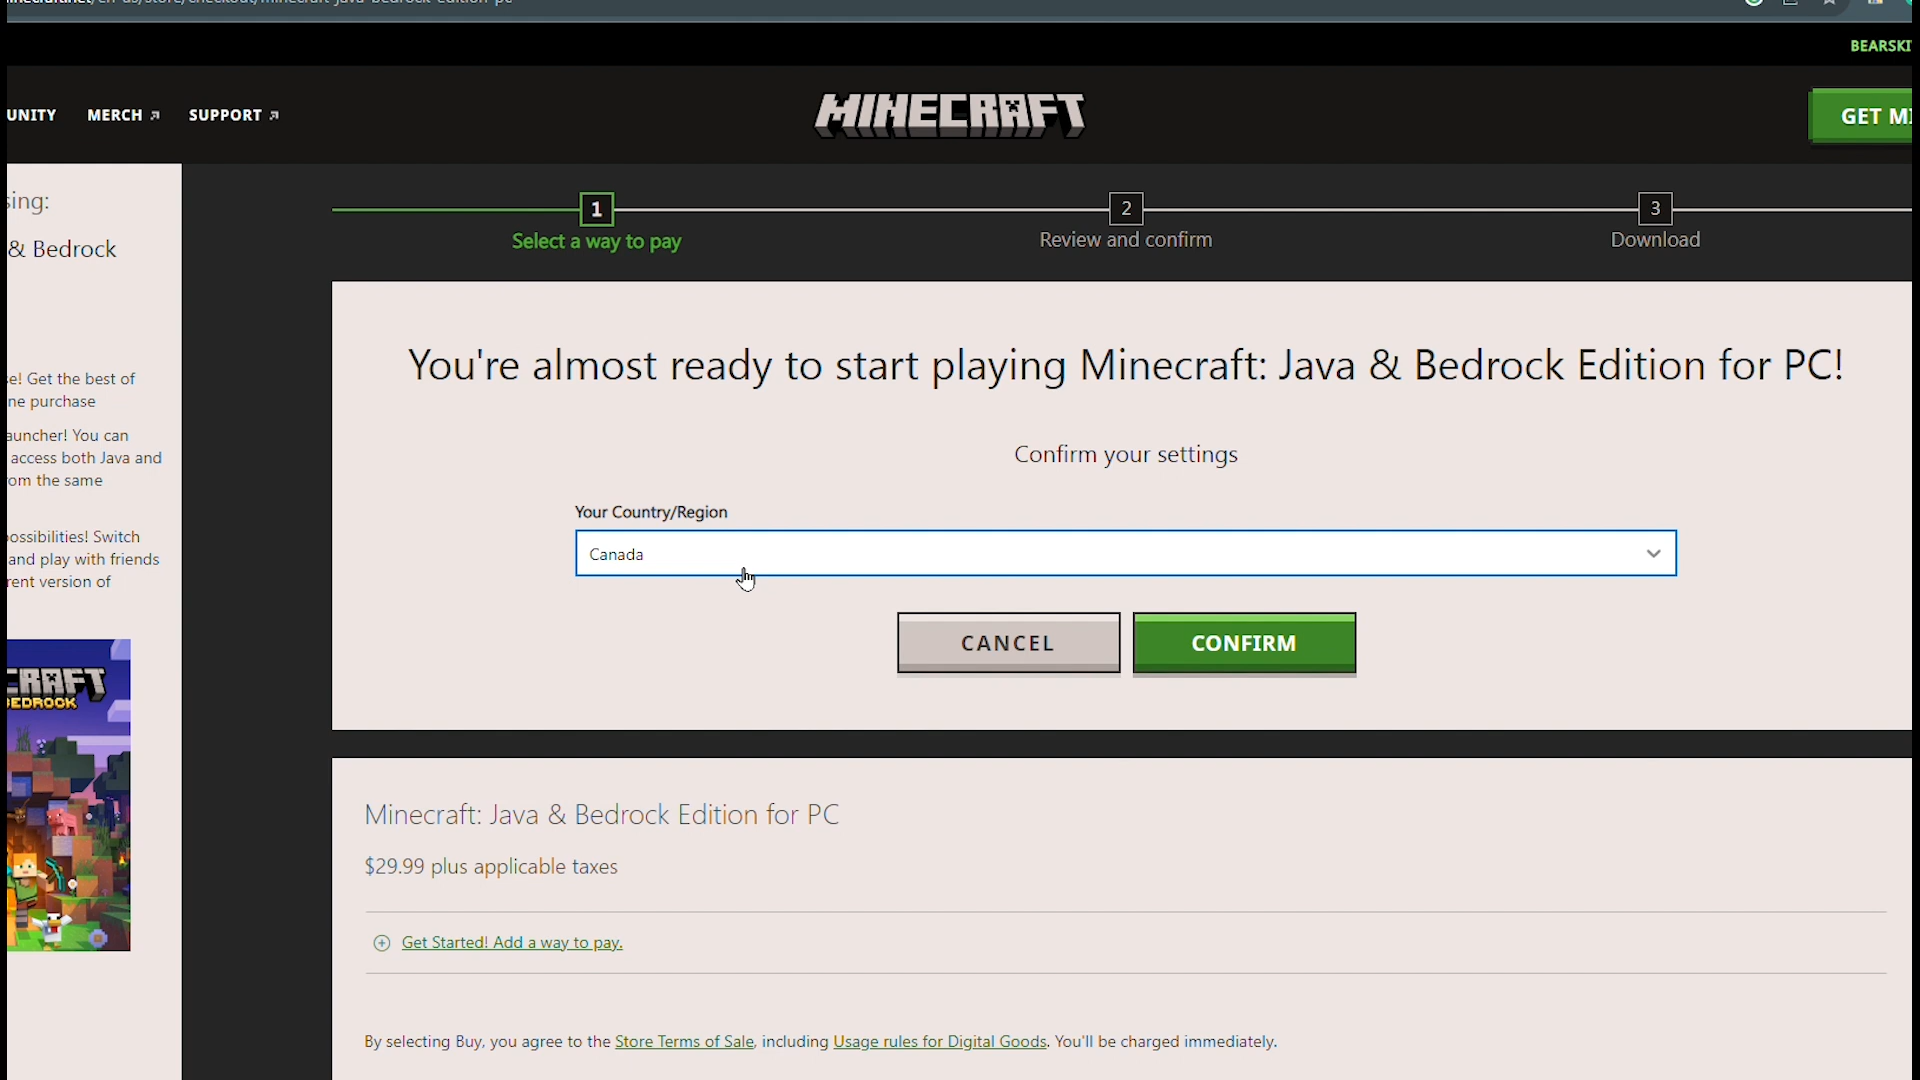 BEARSKI
UNITY MERCH SUPPORT
MINECRAFT
GET MI
sing:
& Bedrock
1
2
3
Select a way to pay
Review and confirm
Download
You're almost ready to start playing Minecraft: Java & Bedrock Edition for PC!
se! Get the best of
ne purchase
auncher! You can
access both Java and
om the same
ossibilities! Switch
and play with friends
rent version of
Confirm your settings
Your Country/Region
Canada
CANCEL
CONFIRM
CRAFT
BEDROCK
Minecraft: Java & Bedrock Edition for PC
$29.99 plus applicable taxes
Get Started! Add a way to pay.
By selecting Buy, you agree to the Store Terms of Sale, including Usage rules for Digital Goods. You'll be charged immediately.